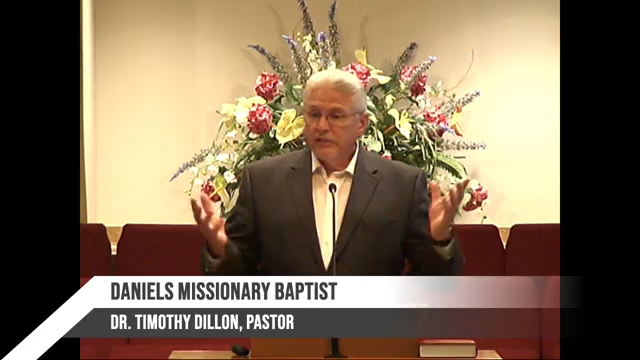 DANIELS MISSIONARY BAPTIST
DR. TIMOTHY DILLON, PASTOR